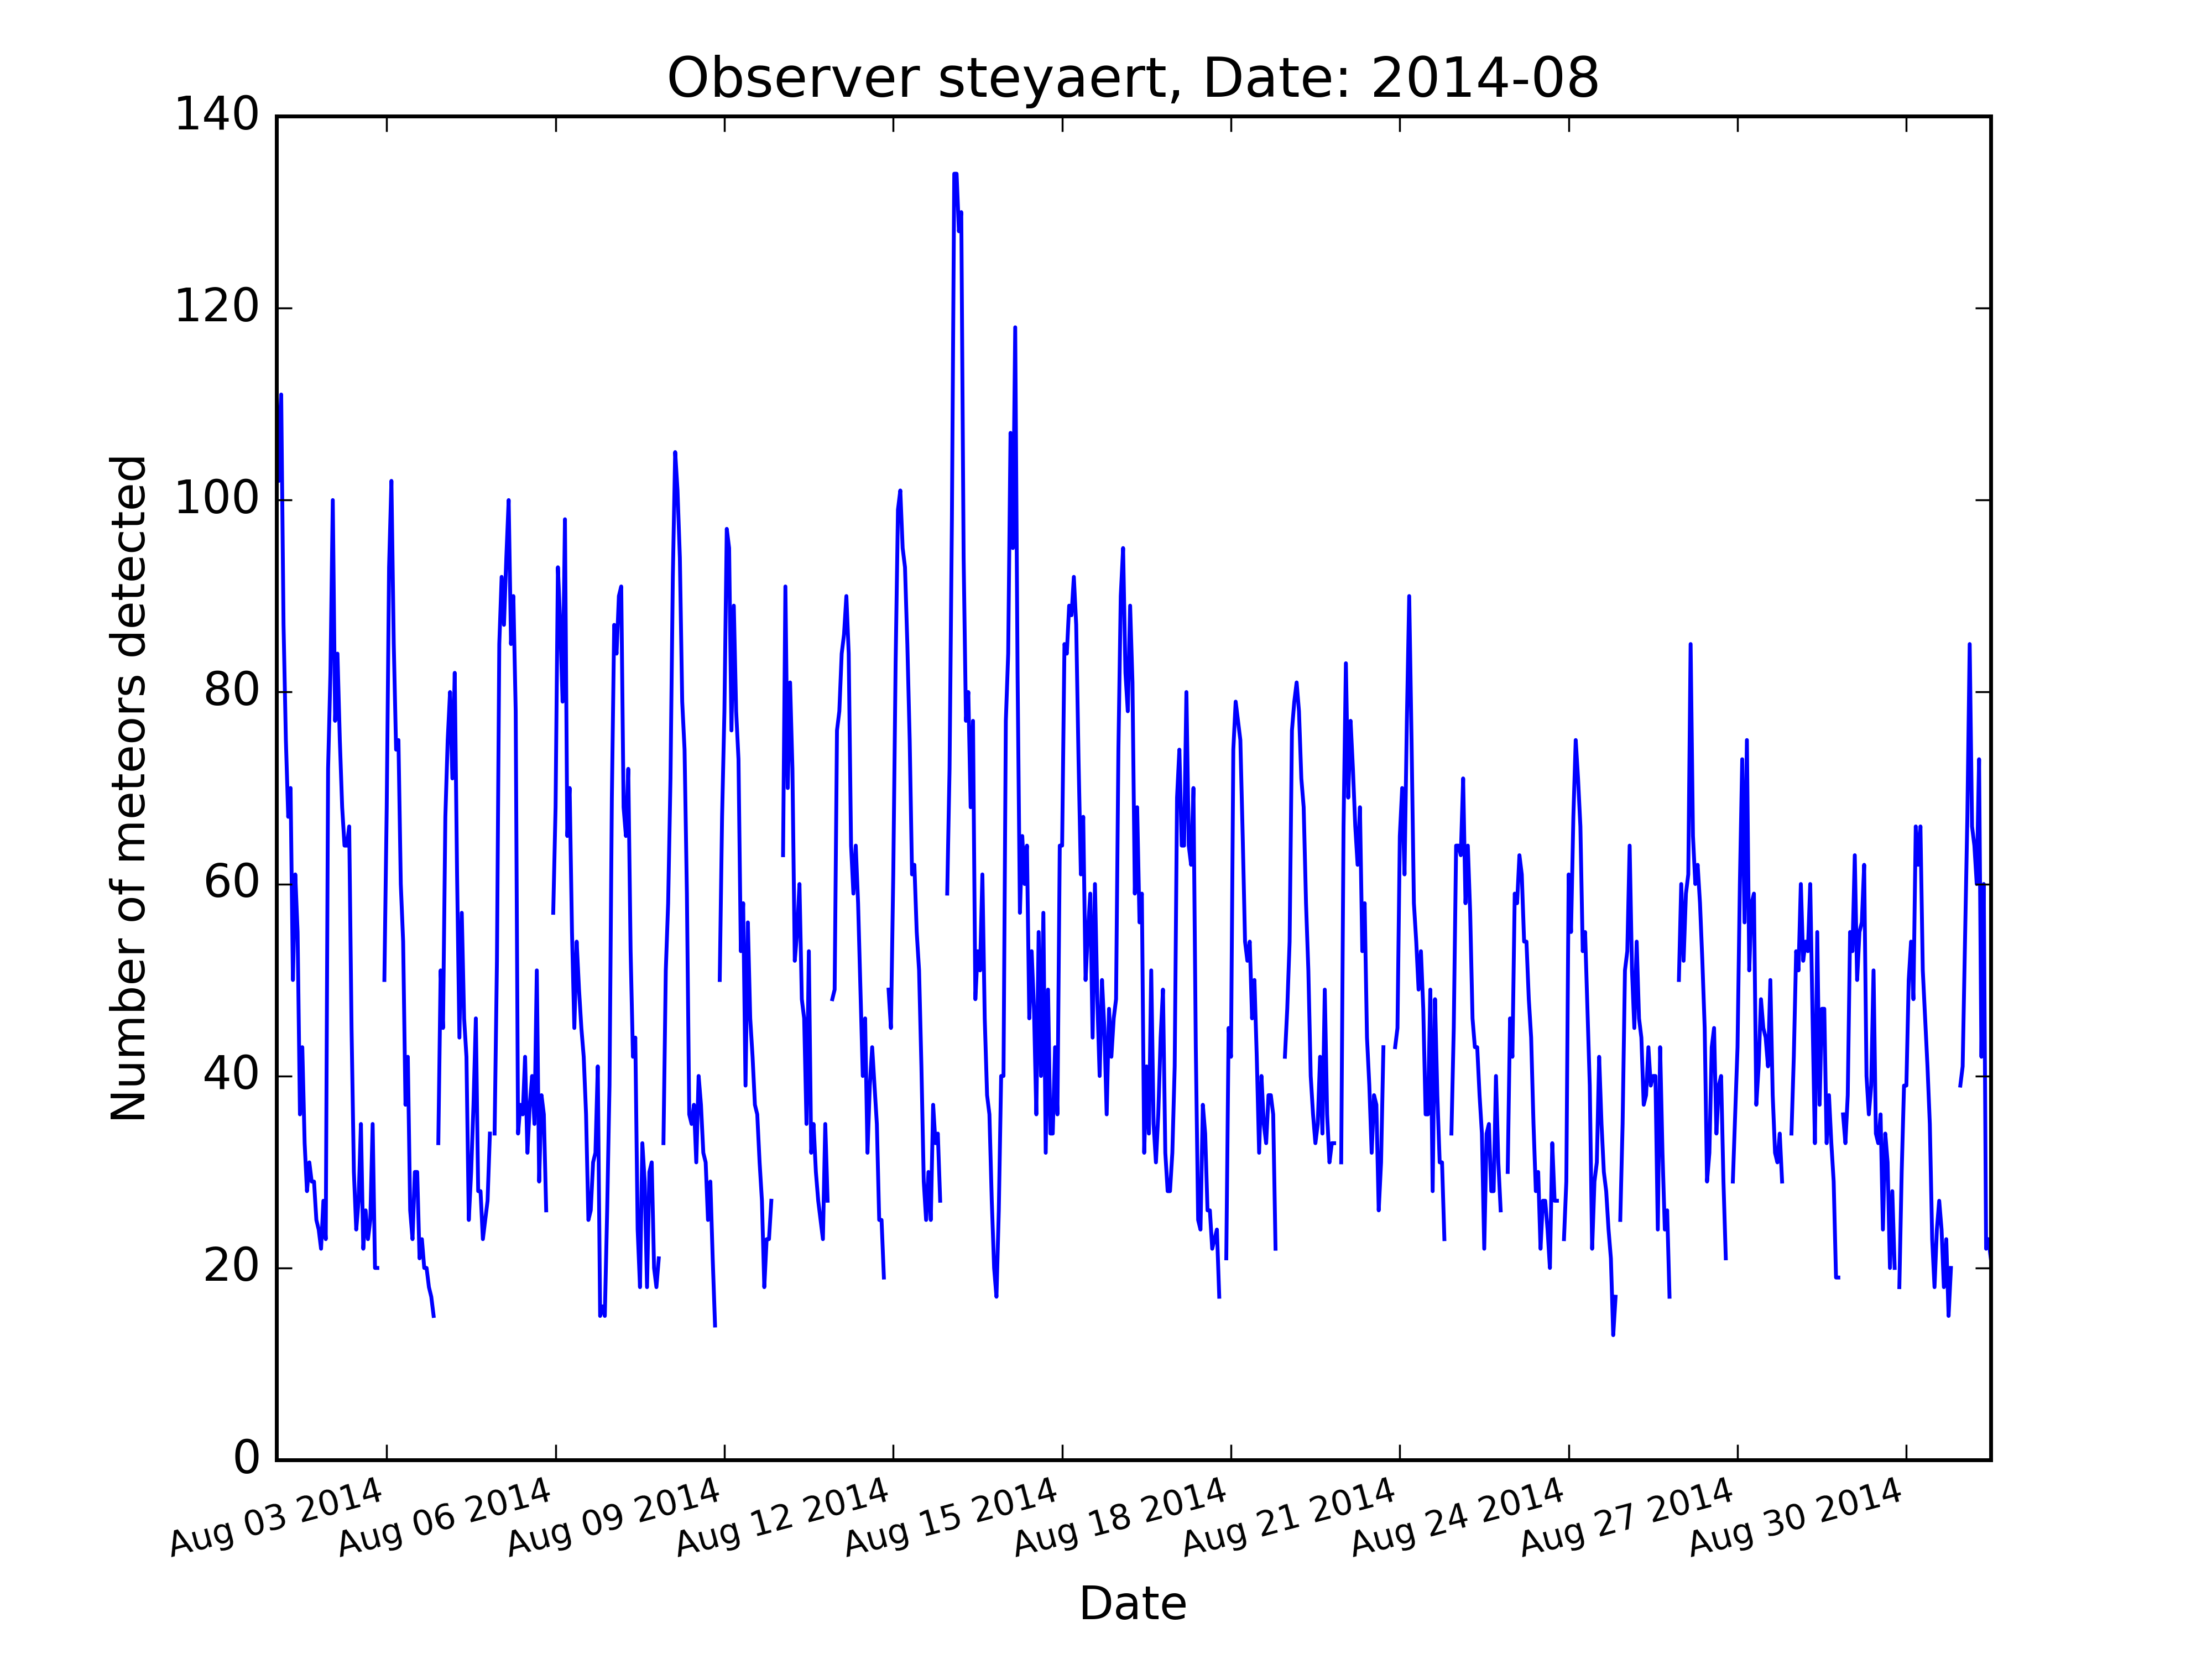 Observer steyaert, Date: 2014-08
140
120
100
80
60
40
20
0
Number of meteors detected
Aug 03 2014
Aug 06 2014
Aug 09 2014
Aug 12 2014
Aug 15 2014
Aug 18 2014
Aug 21 2014
Aug 24 2014
Aug 27 2014
Aug 30 2014
Date